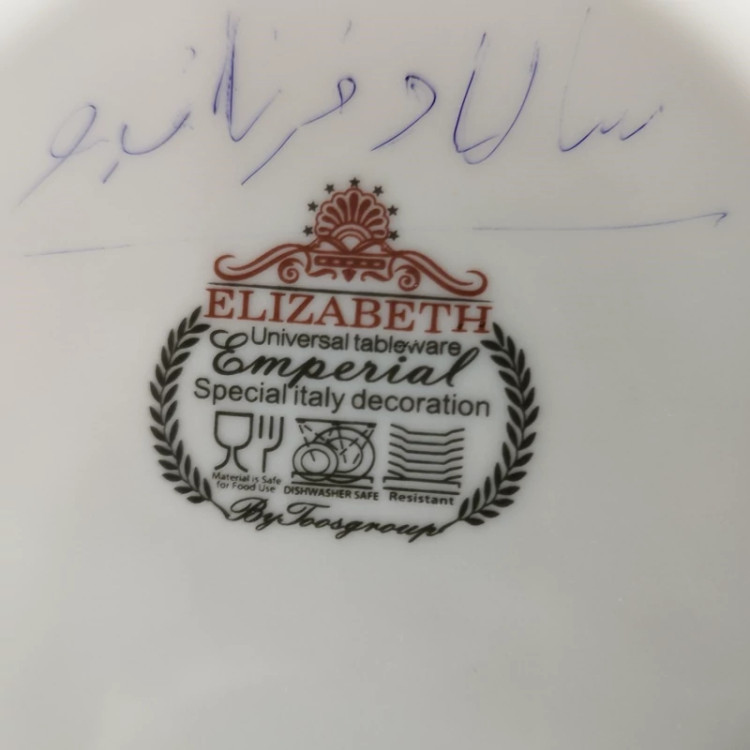 سالاد فرزانیو
ELIZABETH
Universal tableware
Emperial
Special italy decoration
Material is Safe
for Food Use
DISHWASHER SAFE
Resistant
By Toosgroup